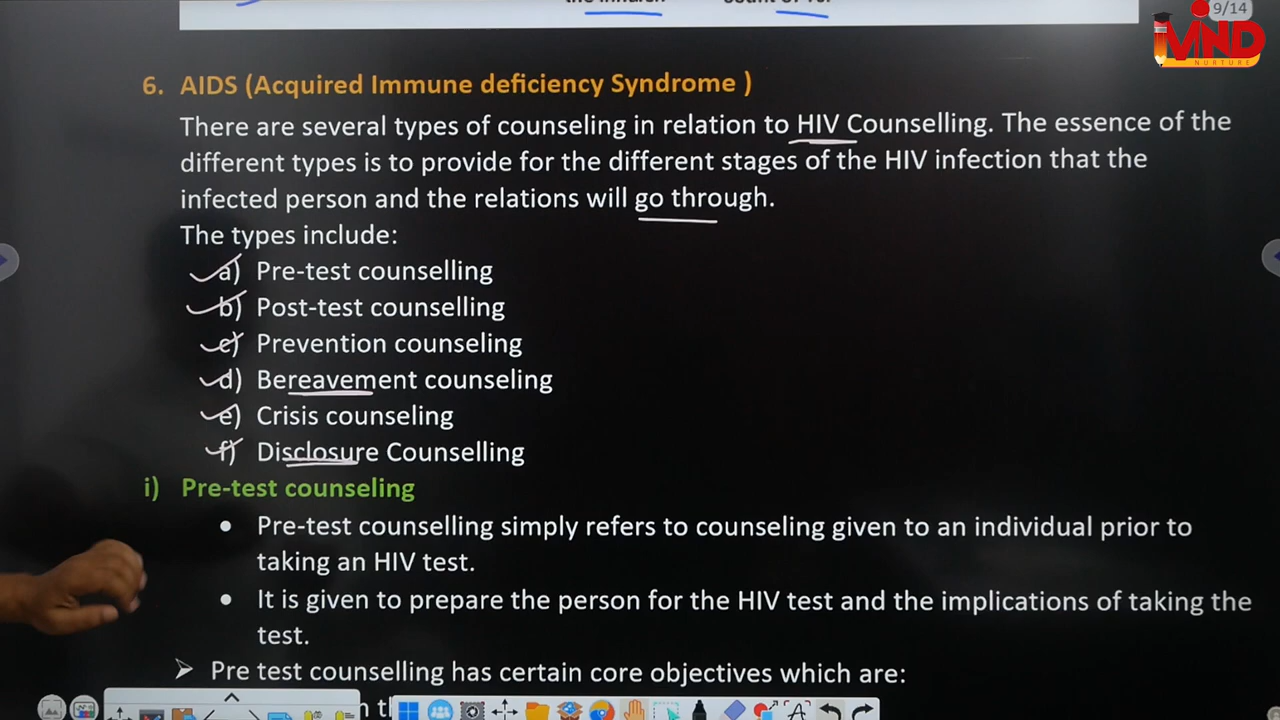 9/14
MIND
NURTURE
6. AIDS (Acquired Immune deficiency Syndrome )
There are several types of counseling in relation to HIV Counselling. The essence of the
different types is to provide for the different stages of the HIV infection that the
infected person and the relations will go through.
The types include:
a) Pre-test counselling
b) Post-test counselling
c) Prevention counseling
d) Bereavement counseling
e) Crisis counseling
f) Disclosure Counselling
i) Pre-test counseling
• Pre-test counselling simply refers to counseling given to an individual prior to
taking an HIV test.
• It is given to prepare the person for the HIV test and the implications of taking the
test.
➢ Pre test counselling has certain core objectives which are: